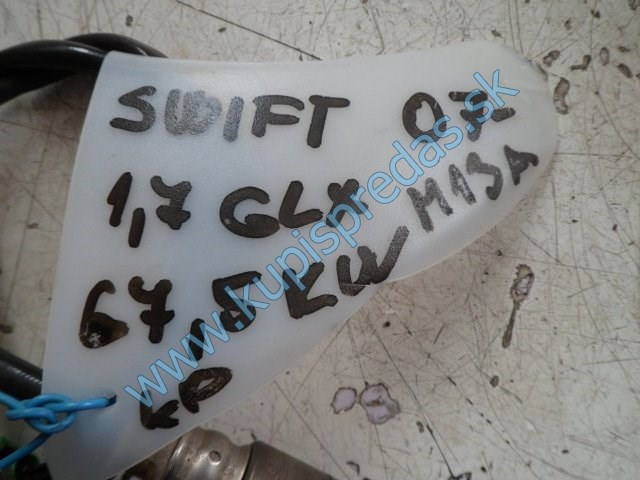 SWIFT 07
1,7 GLX M13A
67,5 KW
KP
www.kupispredas.sk